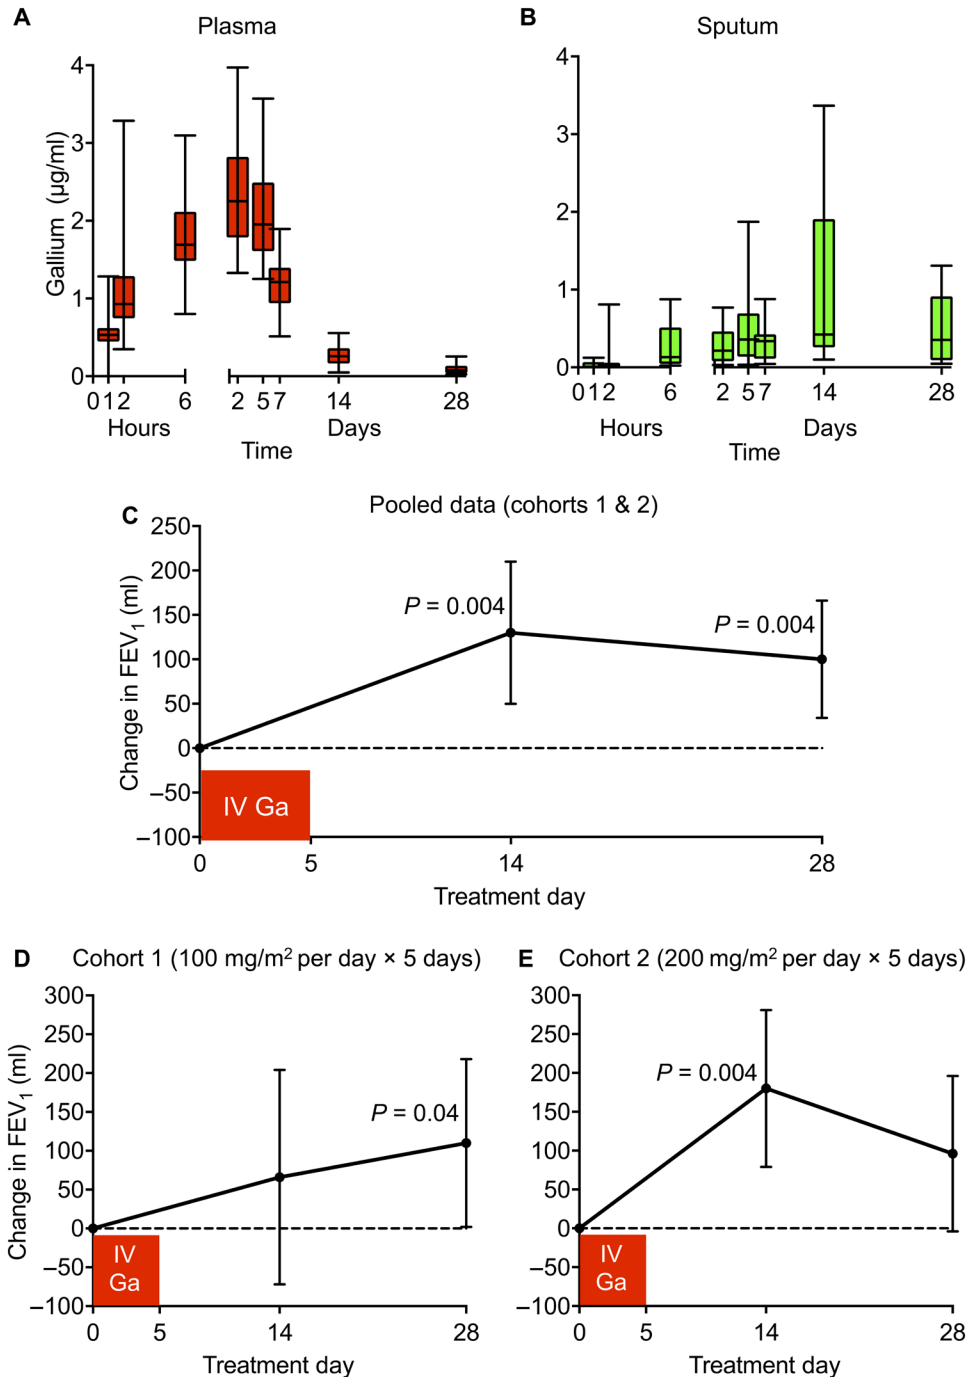 A
Plasma
Gallium (µg/ml)
4
3
2
1
0
0 1 2 6 2 5 7 14 28
Hours Days
Time
B
Sputum
4
3
2
1
0
0 1 2 6 2 5 7 14 28
Hours Days
Time
C
Pooled data (cohorts 1 & 2)
Change in FEV1 (ml)
250
200
150
100
50
0
–50
–100
P = 0.004
P = 0.004
IV Ga
0 5 14 28
Treatment day
D
Cohort 1 (100 mg/m2 per day × 5 days)
Change in FEV1 (ml)
300
250
200
150
100
50
0
–50
–100
P = 0.04
IV
Ga
0 5 14 28
Treatment day
E
Cohort 2 (200 mg/m2 per day × 5 days)
300
250
200
150
100
50
0
–50
–100
P = 0.004
IV
Ga
0 5 14 28
Treatment day